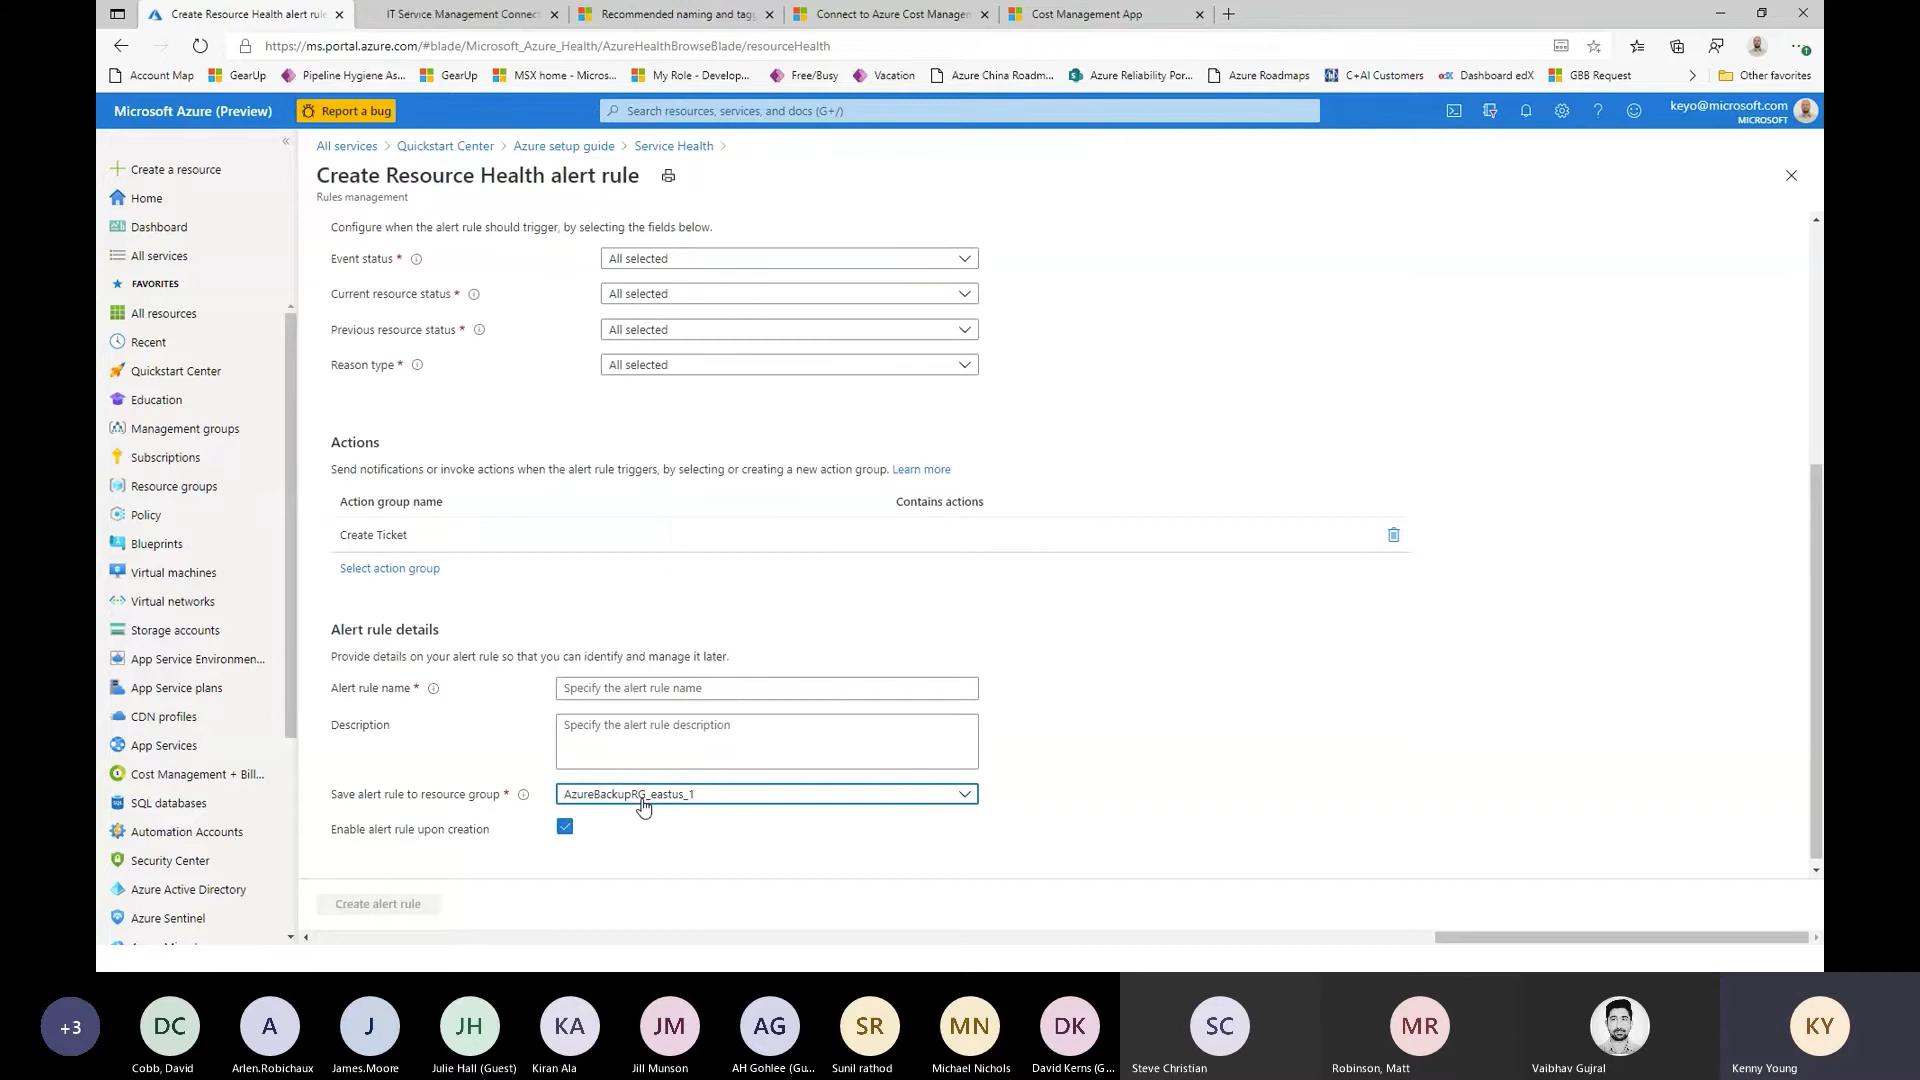 Create Resource Health alert rule
IT Service Management Connect
Recommended naming and tagg
Connect to Azure Cost Managem
Cost Management App
https://ms.portal.azure.com/#blade/Microsoft_Azure_Health/AzureHealthBrowseBlade/resourceHealth
Account Map
GearUp
Pipeline Hygiene As...
GearUp
MSX home - Micros...
My Role - Develop...
Free/Busy
Vacation
Azure China Roadm...
Azure Reliability Por...
Azure Roadmaps
C+AI Customers
Dashboard edX
GBB Request
Other favorites
Microsoft Azure (Preview)
Report a bug
Search resources, services, and docs (G+/)
keyo@microsoft.com
MICROSOFT
All services > Quickstart Center > Azure setup guide > Service Health >
Create Resource Health alert rule
Rules management
Create a resource
Home
Dashboard
All services
FAVORITES
All resources
Recent
Quickstart Center
Education
Management groups
Subscriptions
Resource groups
Policy
Blueprints
Virtual machines
Virtual networks
Storage accounts
App Service Environmen...
App Service plans
CDN profiles
App Services
Cost Management + Bill...
SQL databases
Automation Accounts
Security Center
Azure Active Directory
Azure Sentinel
Configure when the alert rule should trigger, by selecting the fields below.
Event status * All selected
Current resource status * All selected
Previous resource status * All selected
Reason type * All selected
Actions
Send notifications or invoke actions when the alert rule triggers, by selecting or creating a new action group. Learn more
Action group name Contains actions
Create Ticket
Select action group
Alert rule details
Provide details on your alert rule so that you can identify and manage it later.
Alert rule name * Specify the alert rule name
Description Specify the alert rule description
Save alert rule to resource group * AzureBackupRG_eastus_1
Enable alert rule upon creation
Create alert rule
+3
DC
A
J
JH
KA
JM
AG
SR
MN
DK
SC
MR
KY
Cobb, David
Arlen.Robichaux
James.Moore
Julie Hall (Guest)
Kiran Ala
Jill Munson
AH Gohlee (Gu...
Sunil rathod
Michael Nichols
David Kerns (G...
Steve Christian
Robinson, Matt
Vaibhav Gujral
Kenny Young